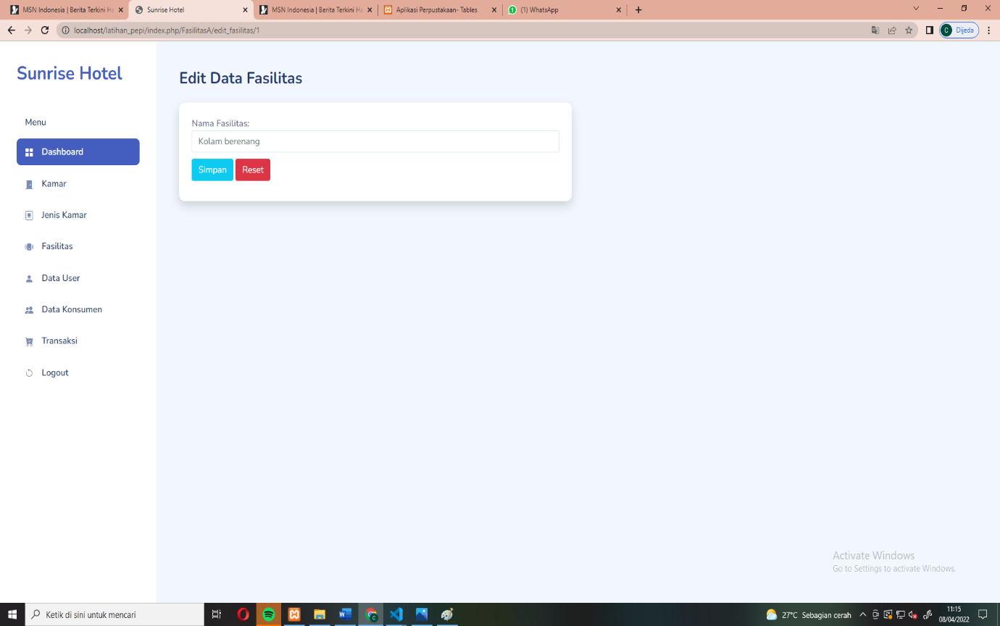 MSN Indonesia | Berita Terkini Ha
Sunrise Hotel
MSN Indonesia | Berita Terkini Ha
Aplikasi Perpustakaan- Tables
1
(1) WhatsApp
localhost/latihan_pepi/index.php/FasilitasA/edit_fasilitas/1
C
Dijeda
Sunrise Hotel
Menu
Dashboard
Kamar
Jenis Kamar
Fasilitas
Data User
Data Konsumen
Transaksi
Logout
Edit Data Fasilitas
Nama Fasilitas:
Kolam berenang
Simpan Reset
Activate Windows
Go to Settings to activate Windows.
Ketik di sini untuk mencari
27°C Sebagian cerah
11:15
08/04/2022